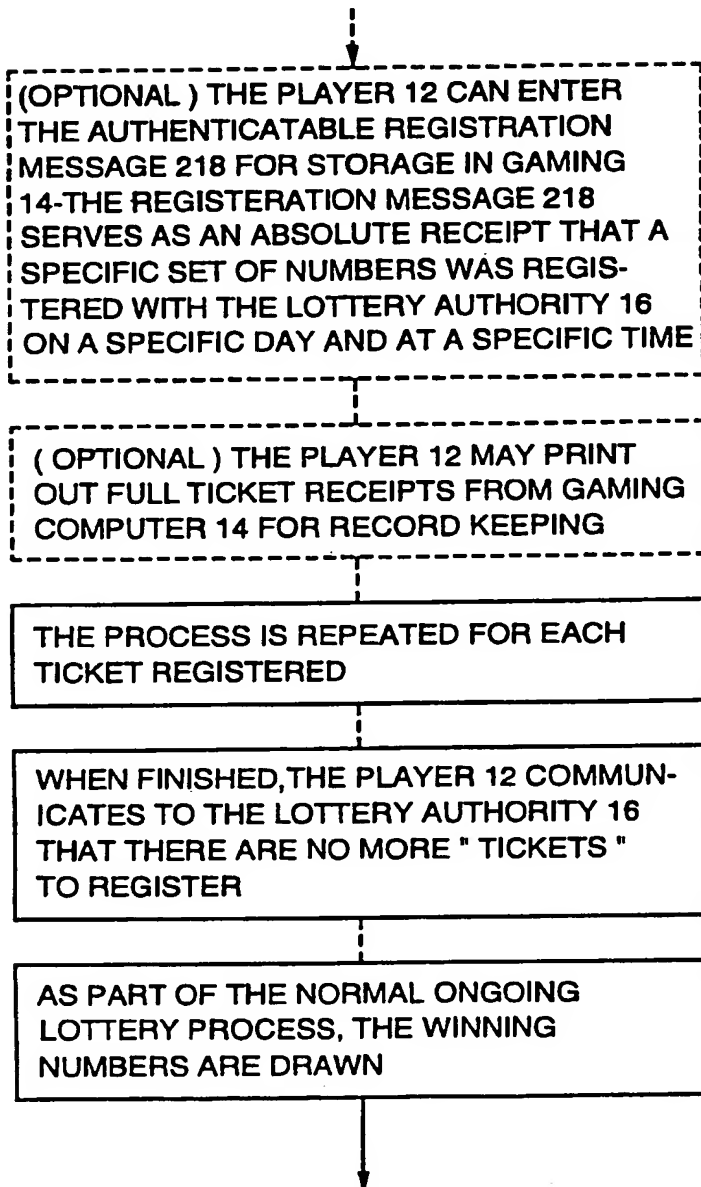 (OPTIONAL ) THE PLAYER 12 CAN ENTER
THE AUTHENTICATABLE REGISTRATION
MESSAGE 218 FOR STORAGE IN GAMING
14-THE REGISTERATION MESSAGE 218
SERVES AS AN ABSOLUTE RECEIPT THAT A
SPECIFIC SET OF NUMBERS WAS REGIS-
TERED WITH THE LOTTERY AUTHORITY 16
ON A SPECIFIC DAY AND AT A SPECIFIC TIME
( OPTIONAL ) THE PLAYER 12 MAY PRINT
OUT FULL TICKET RECEIPTS FROM GAMING
COMPUTER 14 FOR RECORD KEEPING
THE PROCESS IS REPEATED FOR EACH
TICKET REGISTERED
WHEN FINISHED,THE PLAYER 12 COMMUN-
ICATES TO THE LOTTERY AUTHORITY 16
THAT THERE ARE NO MORE " TICKETS "
TO REGISTER
AS PART OF THE NORMAL ONGOING
LOTTERY PROCESS, THE WINNING
NUMBERS ARE DRAWN